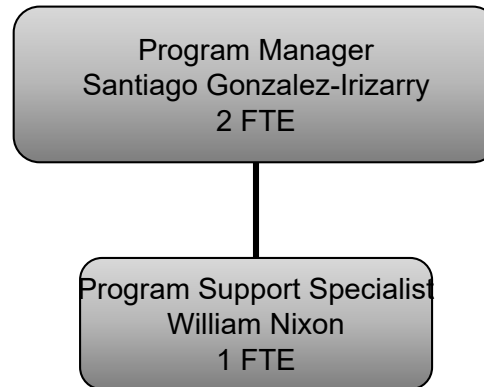 Program Manager
Santiago Gonzalez-Irizarry
2 FTE
Program Support Specialist
William Nixon
1 FTE